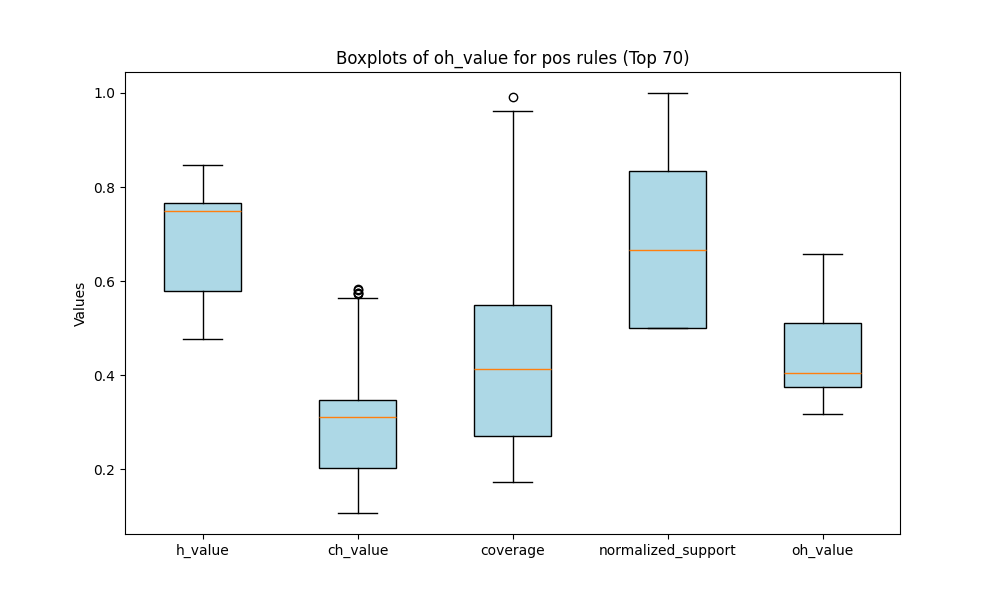 Boxplots of oh_value for pos rules (Top 70)
Values
1.0
0.8
0.6
0.4
0.2
h_value
ch_value
coverage
normalized_support
oh_value